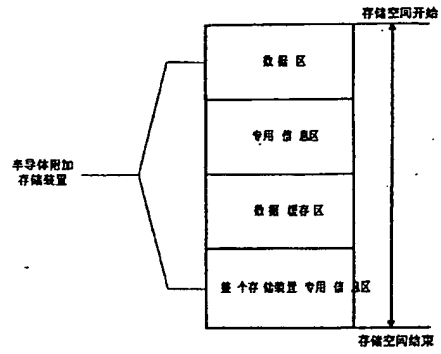 存储空间开始
数据区
专用信息区
半导体附加
存储装置
数据缓存区
整个存储装置专用信息区
存储空间结束